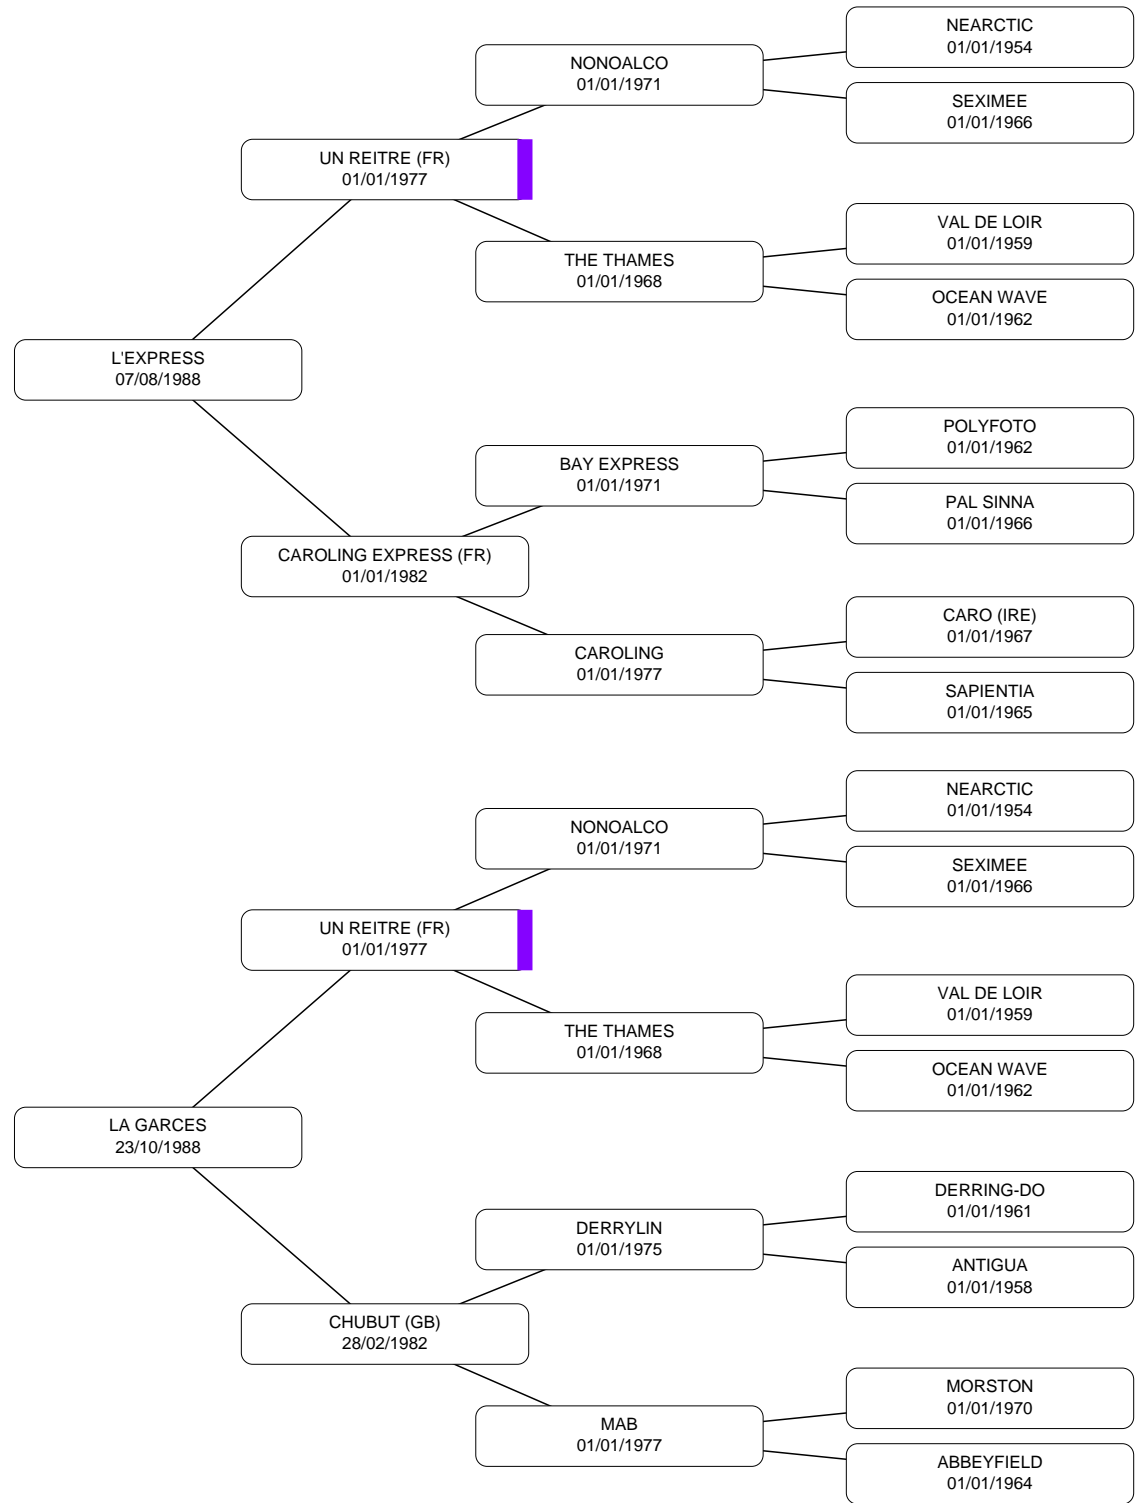 NEARCTIC
01/01/1954
NONOALCO
01/01/1971
SEXIMEE
01/01/1966
UN REITRE (FR)
01/01/1977
VAL DE LOIR
01/01/1959
THE THAMES
01/01/1968
OCEAN WAVE
01/01/1962
L'EXPRESS
07/08/1988
POLYFOTO
01/01/1962
BAY EXPRESS
01/01/1971
PAL SINNA
01/01/1966
CAROLING EXPRESS (FR)
01/01/1982
CARO (IRE)
01/01/1967
CAROLING
01/01/1977
SAPIENTIA
01/01/1965
NEARCTIC
01/01/1954
NONOALCO
01/01/1971
SEXIMEE
01/01/1966
UN REITRE (FR)
01/01/1977
VAL DE LOIR
01/01/1959
THE THAMES
01/01/1968
OCEAN WAVE
01/01/1962
LA GARCES
23/10/1988
DERRING-DO
01/01/1961
DERRYLIN
01/01/1975
ANTIGUA
01/01/1958
CHUBUT (GB)
28/02/1982
MORSTON
01/01/1970
MAB
01/01/1977
ABBEYFIELD
01/01/1964